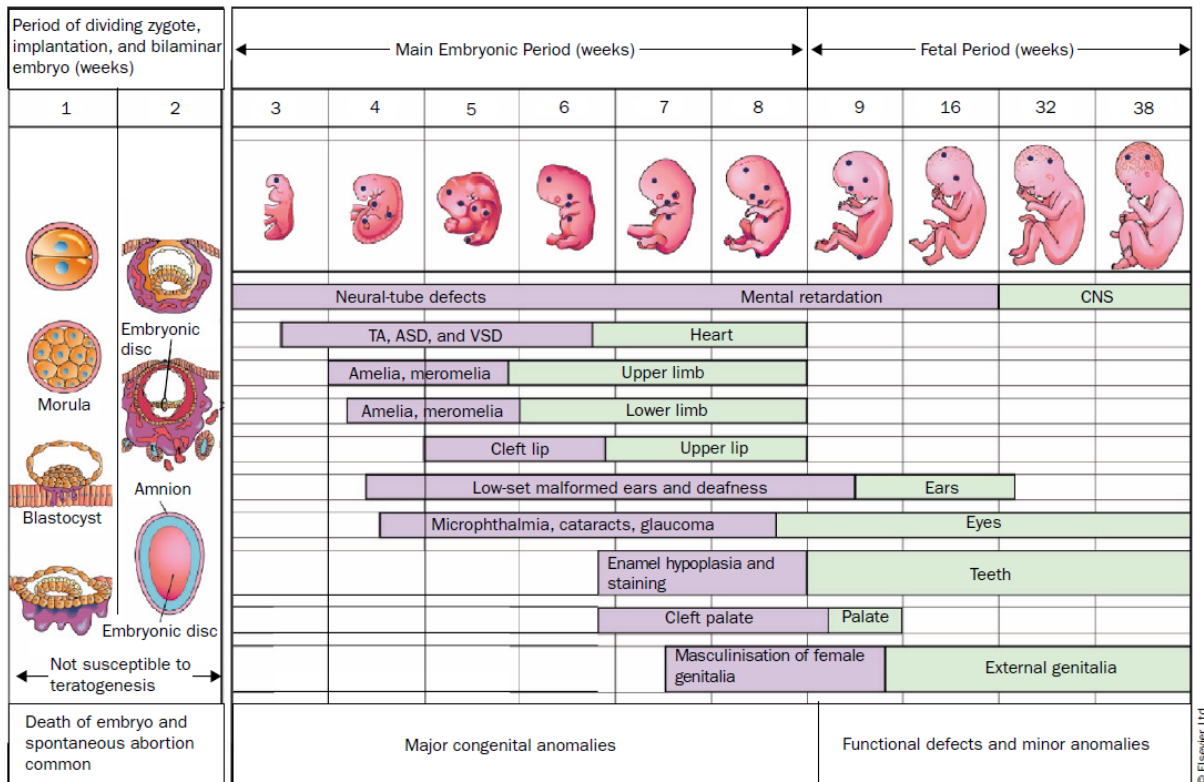 Period of dividing zygote,
implantation, and bilaminar
embryo (weeks)
Main Embryonic Period (weeks)
Fetal Period (weeks)
1
2
3
4
5
6
7
8
9
16
32
38
Embryonic
disc
Morula
Amnion
Blastocyst
Embryonic disc
Not susceptible to
teratogenesis
Neural-tube defects
Mental retardation
CNS
TA, ASD, and VSD
Heart
Amelia, meromelia
Upper limb
Amelia, meromelia
Lower limb
Cleft lip
Upper lip
Low-set malformed ears and deafness
Ears
Microphthalmia, cataracts, glaucoma
Eyes
Enamel hypoplasia and
staining
Teeth
Cleft palate
Palate
Masculinisation of female
genitalia
External genitalia
Death of embryo and
spontaneous abortion
common
Major congenital anomalies
Functional defects and minor anomalies
© Elsevier Ltd